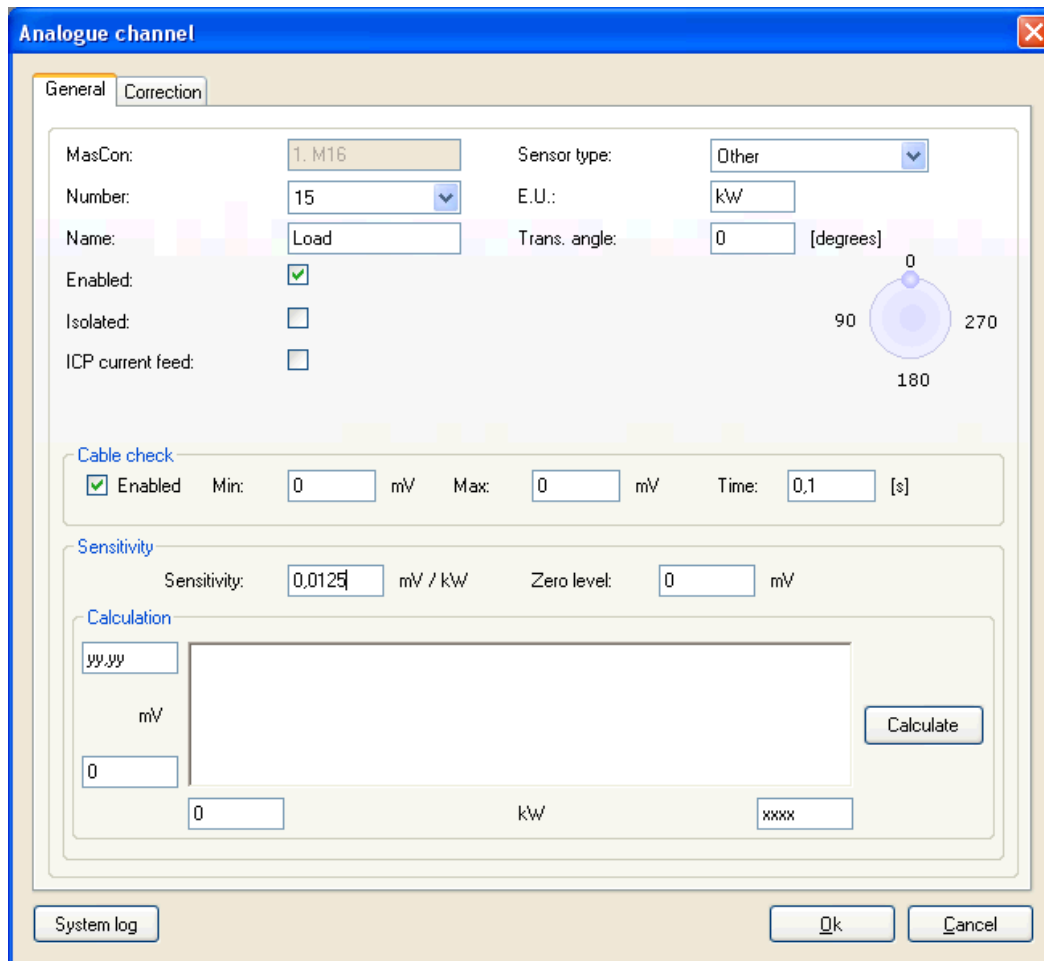 Analogue channel
General Correction
MasCon: 1. M16 Sensor type: Other
Number: 15 E.U.: kW
Name: Load Trans. angle: 0 [degrees]
0
Enabled:
Isolated: 90 270
ICP current feed:
180
Cable check
Enabled Min: 0 mV Max: 0 mV Time: 0,1 [s]
Sensitivity
Sensitivity: 0,0125 mV / kW Zero level: 0 mV
Calculation
yy.yy
mV Calculate
0
0 kW xxxx
System log Ok Cancel